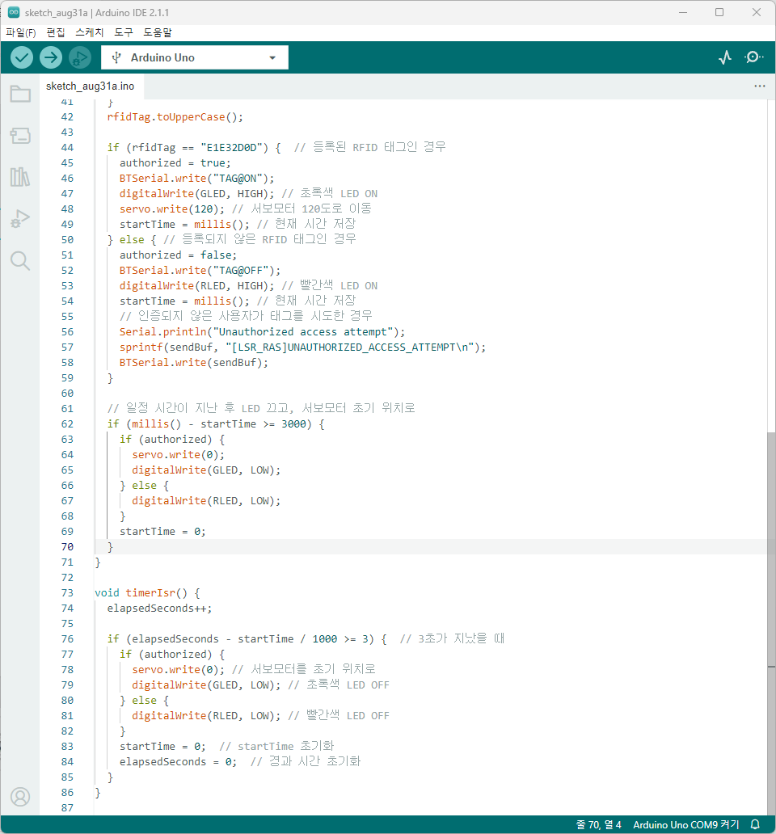 sketch_aug31a | Arduino IDE 2.1.1
파일(F) 편집 스케치 도구 도움말
Arduino Uno
sketch_aug31a.ino
41 }
42 rfidTag.toUpperCase();
43
44 if (rfidTag == "E1E32D0D") { // 등록된 RFID 태그인 경우
45 authorized = true;
46 BTSerial.write("TAG@ON");
47 digitalWrite(GLED, HIGH); // 초록색 LED ON
48 servo.write(120); // 서보모터 120도로 이동
49 startTime = millis(); // 현재 시간 저장
50 } else { // 등록되지 않은 RFID 태그인 경우
51 authorized = false;
52 BTSerial.write("TAG@OFF");
53 digitalWrite(RLED, HIGH); // 빨간색 LED ON
54 startTime = millis(); // 현재 시간 저장
55 // 인증되지 않은 사용자가 태그를 시도한 경우
56 Serial.println("Unauthorized access attempt");
57 sprintf(sendBuf, "[LSR_RAS]UNAUTHORIZED_ACCESS_ATTEMPT\n");
58 BTSerial.write(sendBuf);
59 }
60
61 // 일정 시간이 지난 후 LED 끄고, 서보모터 초기 위치로
62 if (millis() - startTime >= 3000) {
63 if (authorized) {
64 servo.write(0);
65 digitalWrite(GLED, LOW);
66 } else {
67 digitalWrite(RLED, LOW);
68 }
69 startTime = 0;
70 }
71 }
72
73 void timerIsr() {
74 elapsedSeconds++;
75
76 if (elapsedSeconds - startTime / 1000 >= 3) { // 3초가 지났을 때
77 if (authorized) {
78 servo.write(0); // 서보모터를 초기 위치로
79 digitalWrite(GLED, LOW); // 초록색 LED OFF
80 } else {
81 digitalWrite(RLED, LOW); // 빨간색 LED OFF
82 }
83 startTime = 0; // startTime 초기화
84 elapsedSeconds = 0; // 경과 시간 초기화
85 }
86 }
87
줄 70, 열 4 Arduino Uno COM9 켜기